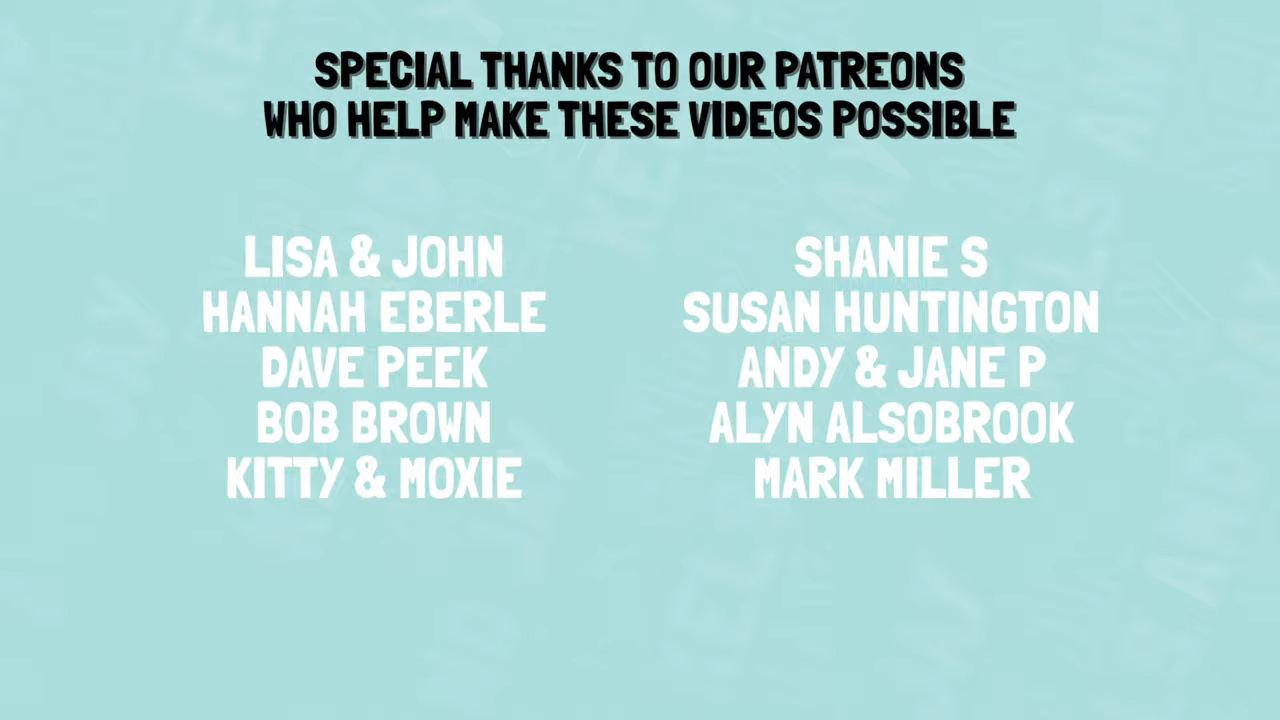 SPECIAL THANKS TO OUR PATREONS
WHO HELP MAKE THESE VIDEOS POSSIBLE
LISA & JOHN
HANNAH EBERLE
DAVE PEEK
BOB BROWN
KITTY & MOXIE
SHANIE S
SUSAN HUNTINGTON
ANDY & JANE P
ALYN ALSOBROOK
MARK MILLER